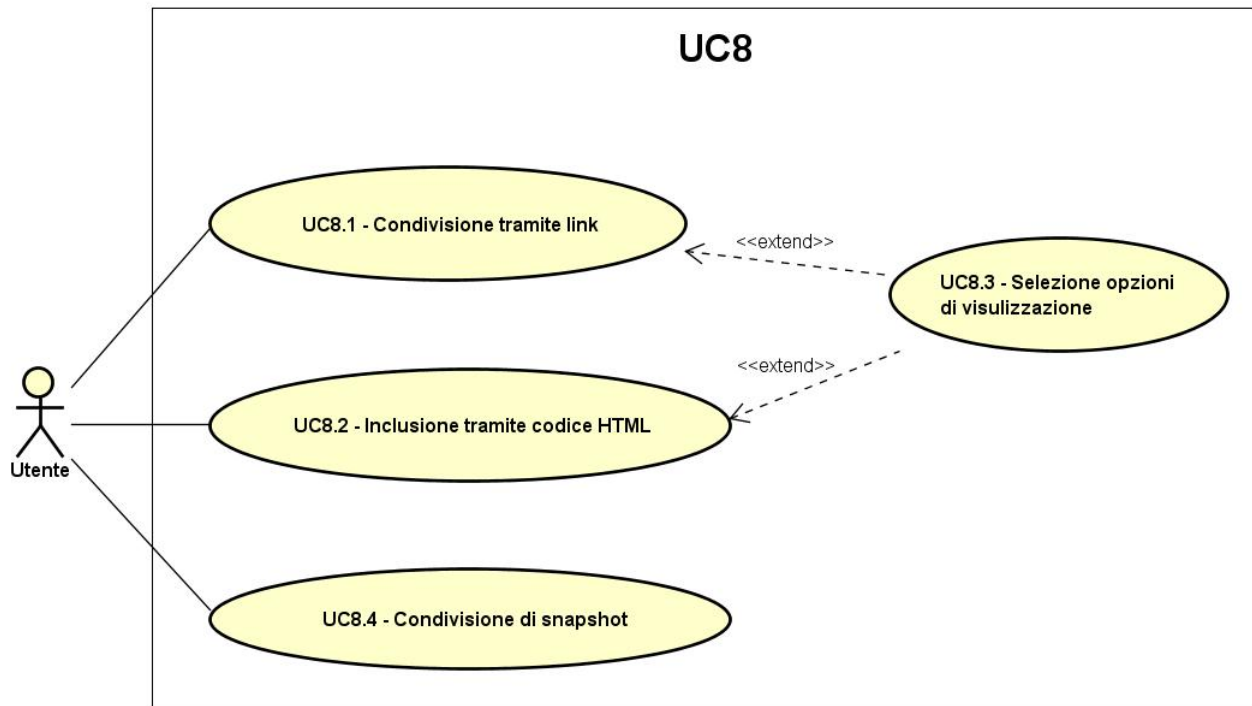 UC8
UC8.1 - Condivisione tramite link
<<extend>>
UC8.3 - Selezione opzioni
di visulizzazione
<<extend>>
UC8.2 - Inclusione tramite codice HTML
Utente
UC8.4 - Condivisione di snapshot